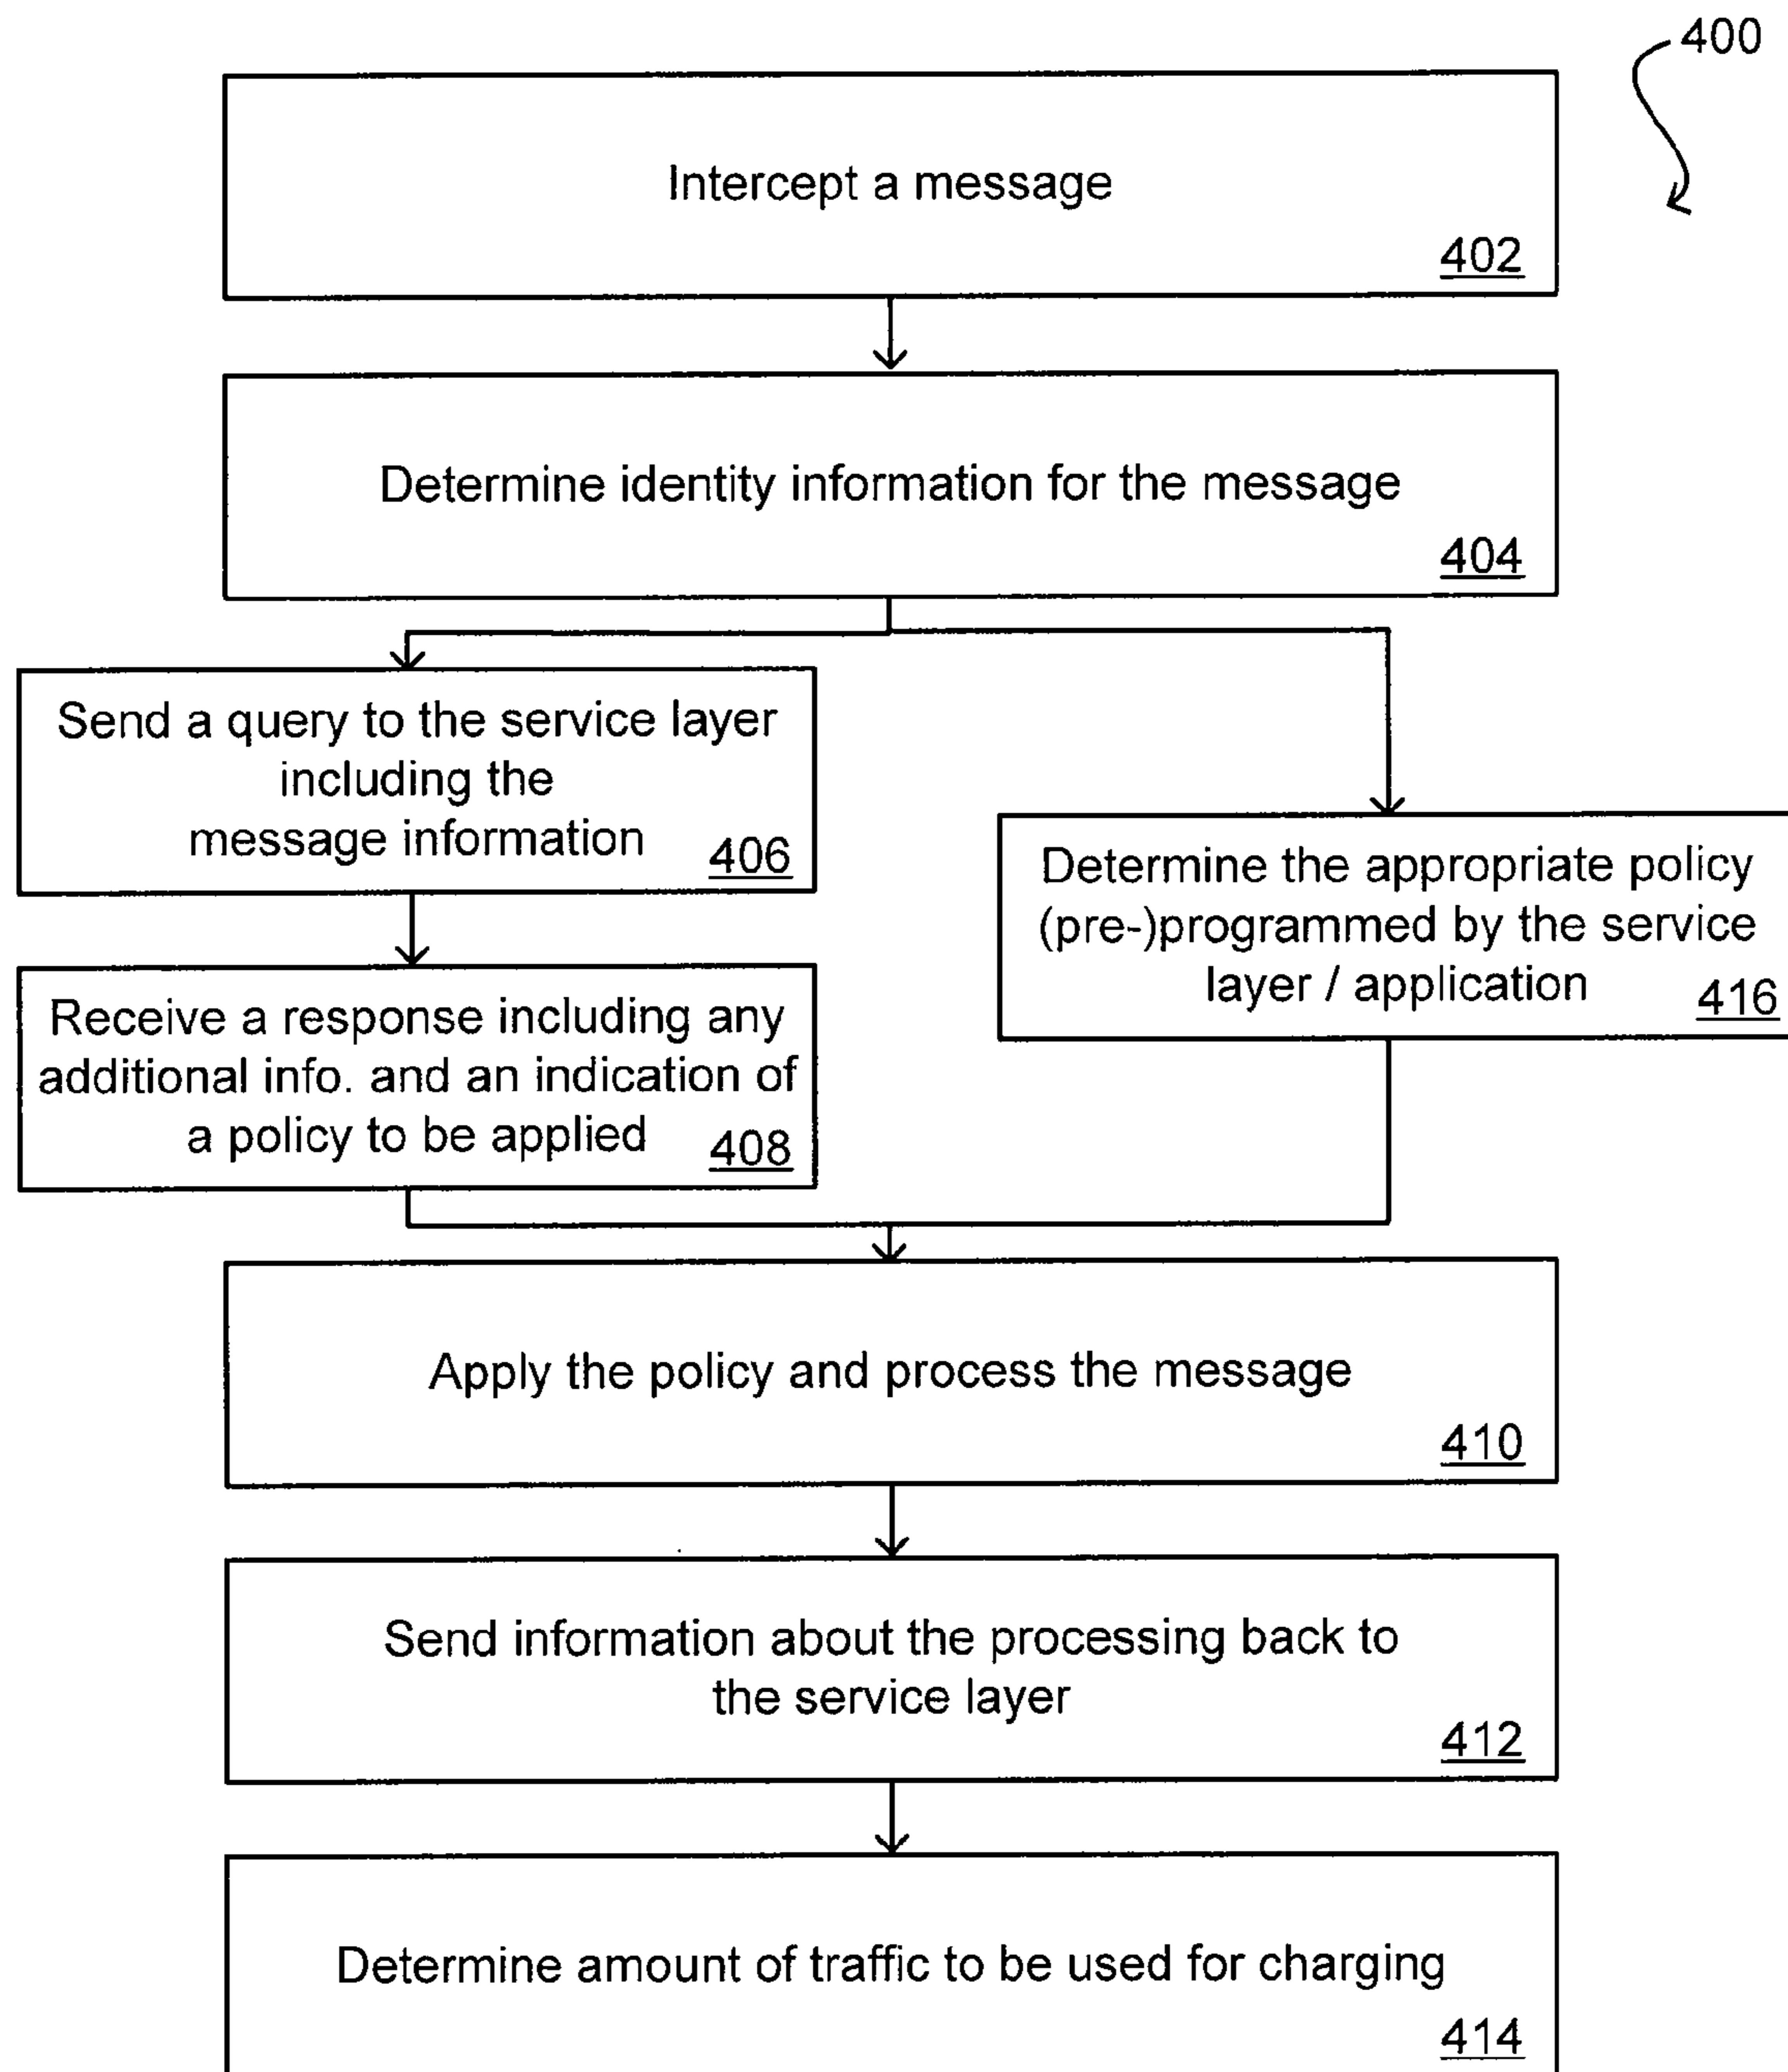 400
Intercept a message
402
Determine identity information for the message
404
Send a query to the service layer
including the
message information
406
Determine the appropriate policy
(pre-)programmed by the service
layer / application
416
Receive a response including any
additional info. and an indication of
a policy to be applied
408
Apply the policy and process the message
410
Send information about the processing back to
the service layer
412
Determine amount of traffic to be used for charging
414